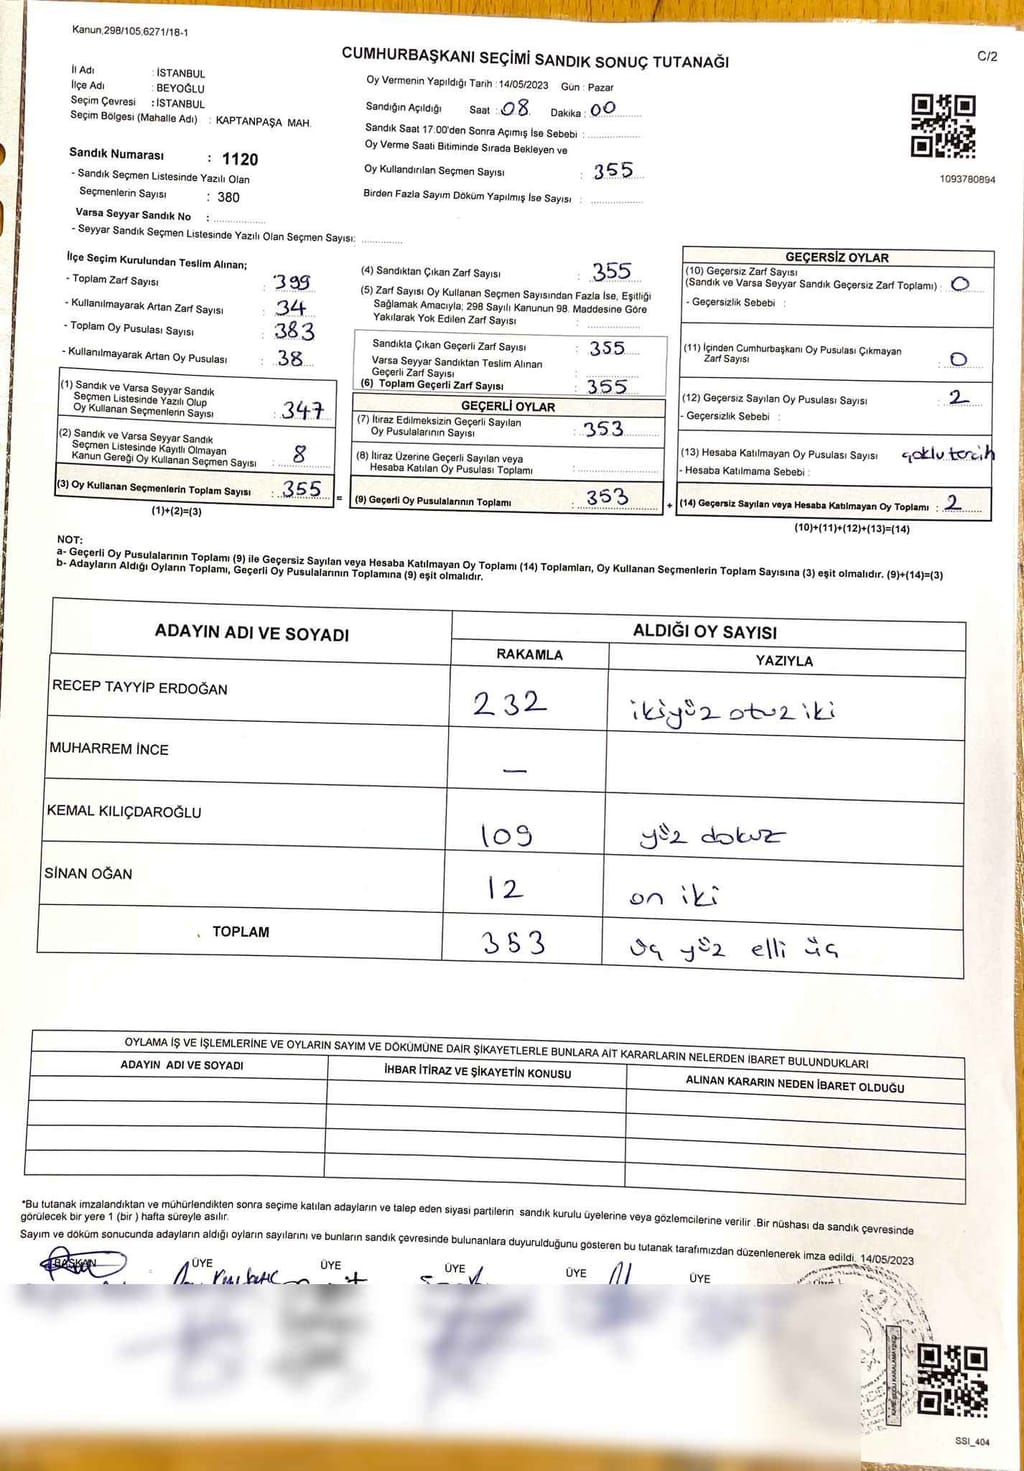 Kanun,298/105,6271/18-1
CUMHURBAŞKANI SEÇİMİ SANDIK SONUÇ TUTANAĞI
C/2
İl Adı : İSTANBUL
İlçe Adı : BEYOĞLU
Seçim Çevresi : İSTANBUL
Seçim Bölgesi (Mahalle Adı) : KAPTANPAŞA MAH.
Oy Vermenin Yapıldığı Tarih : 14/05/2023 Gün : Pazar
Sandığın Açıldığı Saat : 08 Dakika : 00
Sandık Saat 17:00'den Sonra Açımış İse Sebebi :
Oy Verme Saati Bitiminde Sırada Bekleyen ve
Oy Kullandırılan Seçmen Sayısı : 355
Birden Fazla Sayım Döküm Yapılmış İse Sayısı :
1093780894
Sandık Numarası : 1120
- Sandık Seçmen Listesinde Yazılı Olan
Seçmenlerin Sayısı : 380
Varsa Seyyar Sandık No :
- Seyyar Sandık Seçmen Listesinde Yazılı Olan Seçmen Sayısı:
İlçe Seçim Kurulundan Teslim Alınan;
- Toplam Zarf Sayısı : 399
- Kullanılmayarak Artan Zarf Sayısı : 34
- Toplam Oy Pusulası Sayısı : 383
- Kullanılmayarak Artan Oy Pusulası : 38
(1) Sandık ve Varsa Seyyar Sandık
Seçmen Listesinde Yazılı Olup
Oy Kullanan Seçmenlerin Sayısı : 347
(2) Sandık ve Varsa Seyyar Sandık
Seçmen Listesinde Kayıtlı Olmayan
Kanun Gereği Oy Kullanan Seçmen Sayısı : 8
(3) Oy Kullanan Seçmenlerin Toplam Sayısı : 355
(1)+(2)=(3)
=
(4) Sandıktan Çıkan Zarf Sayısı : 355
(5) Zarf Sayısı Oy Kullanan Seçmen Sayısından Fazla İse, Eşitliği
Sağlamak Amacıyla; 298 Sayılı Kanunun 98. Maddesine Göre
Yakılarak Yok Edilen Zarf Sayısı :
Sandıkta Çıkan Geçerli Zarf Sayısı : 355
Varsa Seyyar Sandıktan Teslim Alınan
Geçerli Zarf Sayısı :
(6) Toplam Geçerli Zarf Sayısı : 355
GEÇERLİ OYLAR
(7) İtiraz Edilmeksizin Geçerli Sayılan
Oy Pusulalarının Sayısı : 353
(8) İtiraz Üzerine Geçerli Sayılan veya
Hesaba Katılan Oy Pusulası Toplamı :
(9) Geçerli Oy Pusulalarının Toplamı : 353
+
GEÇERSİZ OYLAR
(10) Geçersiz Zarf Sayısı
(Sandık ve Varsa Seyyar Sandık Geçersiz Zarf Toplamı) : 0
- Geçersizlik Sebebi :
(11) İçinden Cumhurbaşkanı Oy Pusulası Çıkmayan
Zarf Sayısı : 0
(12) Geçersiz Sayılan Oy Pusulası Sayısı : 2
- Geçersizlik Sebebi :
(13) Hesaba Katılmayan Oy Pusulası Sayısı çoklu tercih
- Hesaba Katılmama Sebebi :
(14) Geçersiz Sayılan veya Hesaba Katılmayan Oy Toplamı : 2
(10)+(11)+(12)+(13)=(14)
NOT:
a- Geçerli Oy Pusulalarının Toplamı (9) ile Geçersiz Sayılan veya Hesaba Katılmayan Oy Toplamı (14) Toplamları, Oy Kullanan Seçmenlerin Toplam Sayısına (3) eşit olmalıdır. (9)+(14)=(3)
b- Adayların Aldığı Oyların Toplamı, Geçerli Oy Pusulalarının Toplamına (9) eşit olmalıdır.
ADAYIN ADI VE SOYADI ALDIĞI OY SAYISI
RAKAMLA YAZIYLA
RECEP TAYYİP ERDOĞAN 232 ikiyüz otuz iki
MUHARREM İNCE —
KEMAL KILIÇDAROĞLU 109 yüz dokuz
SİNAN OĞAN 12 on iki
TOPLAM 353 üç yüz elli üç
OYLAMA İŞ VE İŞLEMLERİNE VE OYLARIN SAYIM VE DÖKÜMÜNE DAİR ŞİKAYETLERLE BUNLARA AİT KARARLARIN NELERDEN İBARET BULUNDUKLARI
ADAYIN ADI VE SOYADI İHBAR İTİRAZ VE ŞİKAYETİN KONUSU ALINAN KARARIN NEDEN İBARET OLDUĞU
*Bu tutanak imzalandıktan ve mühürlendikten sonra seçime katılan adayların ve talep eden siyasi partilerin sandık kurulu üyelerine veya gözlemcilerine verilir .Bir nüshası da sandık çevresinde
görülecek bir yere 1 (bir ) hafta süreyle asılır.
Sayım ve döküm sonucunda adayların aldığı oyların sayılarını ve bunların sandık çevresinde bulunanlara duyurulduğunu gösteren bu tutanak tarafımızdan düzenlenerek imza edildi. 14/05/2023
BAŞKAN ÜYE ÜYE ÜYE ÜYE ÜYE
SSI_404